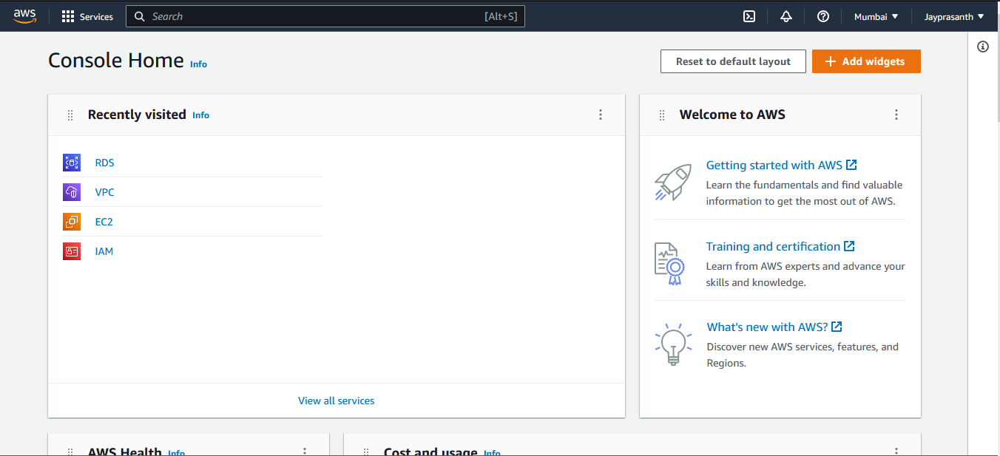 aws
Services
Search
[Alt+S]
Mumbai
Jayprasanth
Console Home
Info
Reset to default layout
Add widgets
Recently visited
Info
RDS
VPC
EC2
IAM
View all services
Welcome to AWS
Getting started with AWS
Learn the fundamentals and find valuable
information to get the most out of AWS.
Training and certification
Learn from AWS experts and advance your
skills and knowledge.
What's new with AWS?
Discover new AWS services, features, and
Regions.
AWS Health
Info
Cost and usage
Info